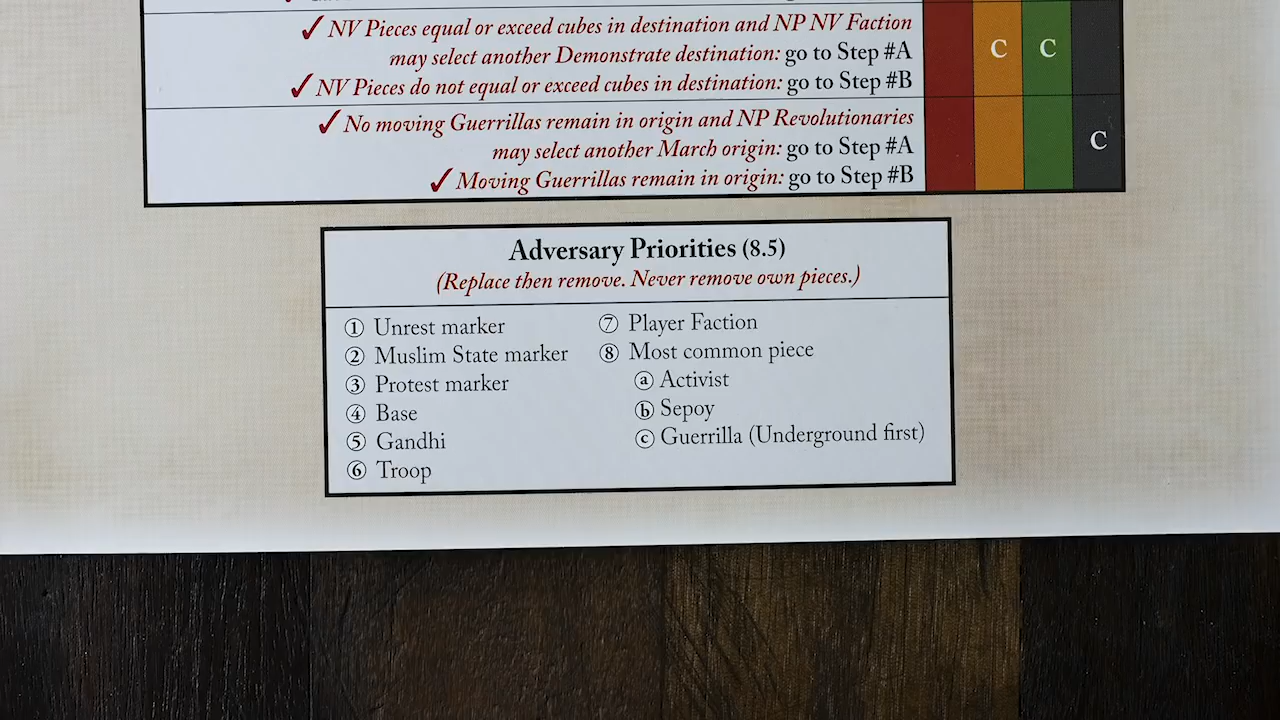 ✓ NV Pieces equal or exceed cubes in destination and NP NV Faction
may select another Demonstrate destination: go to Step #A
✓ NV Pieces do not equal or exceed cubes in destination: go to Step #B
C C
✓ No moving Guerrillas remain in origin and NP Revolutionaries
may select another March origin: go to Step #A
✓ Moving Guerrillas remain in origin: go to Step #B
C
Adversary Priorities (8.5)
(Replace then remove. Never remove own pieces.)
① Unrest marker
② Muslim State marker
③ Protest marker
④ Base
⑤ Gandhi
⑥ Troop
⑦ Player Faction
⑧ Most common piece
ⓐ Activist
ⓑ Sepoy
ⓒ Guerrilla (Underground first)